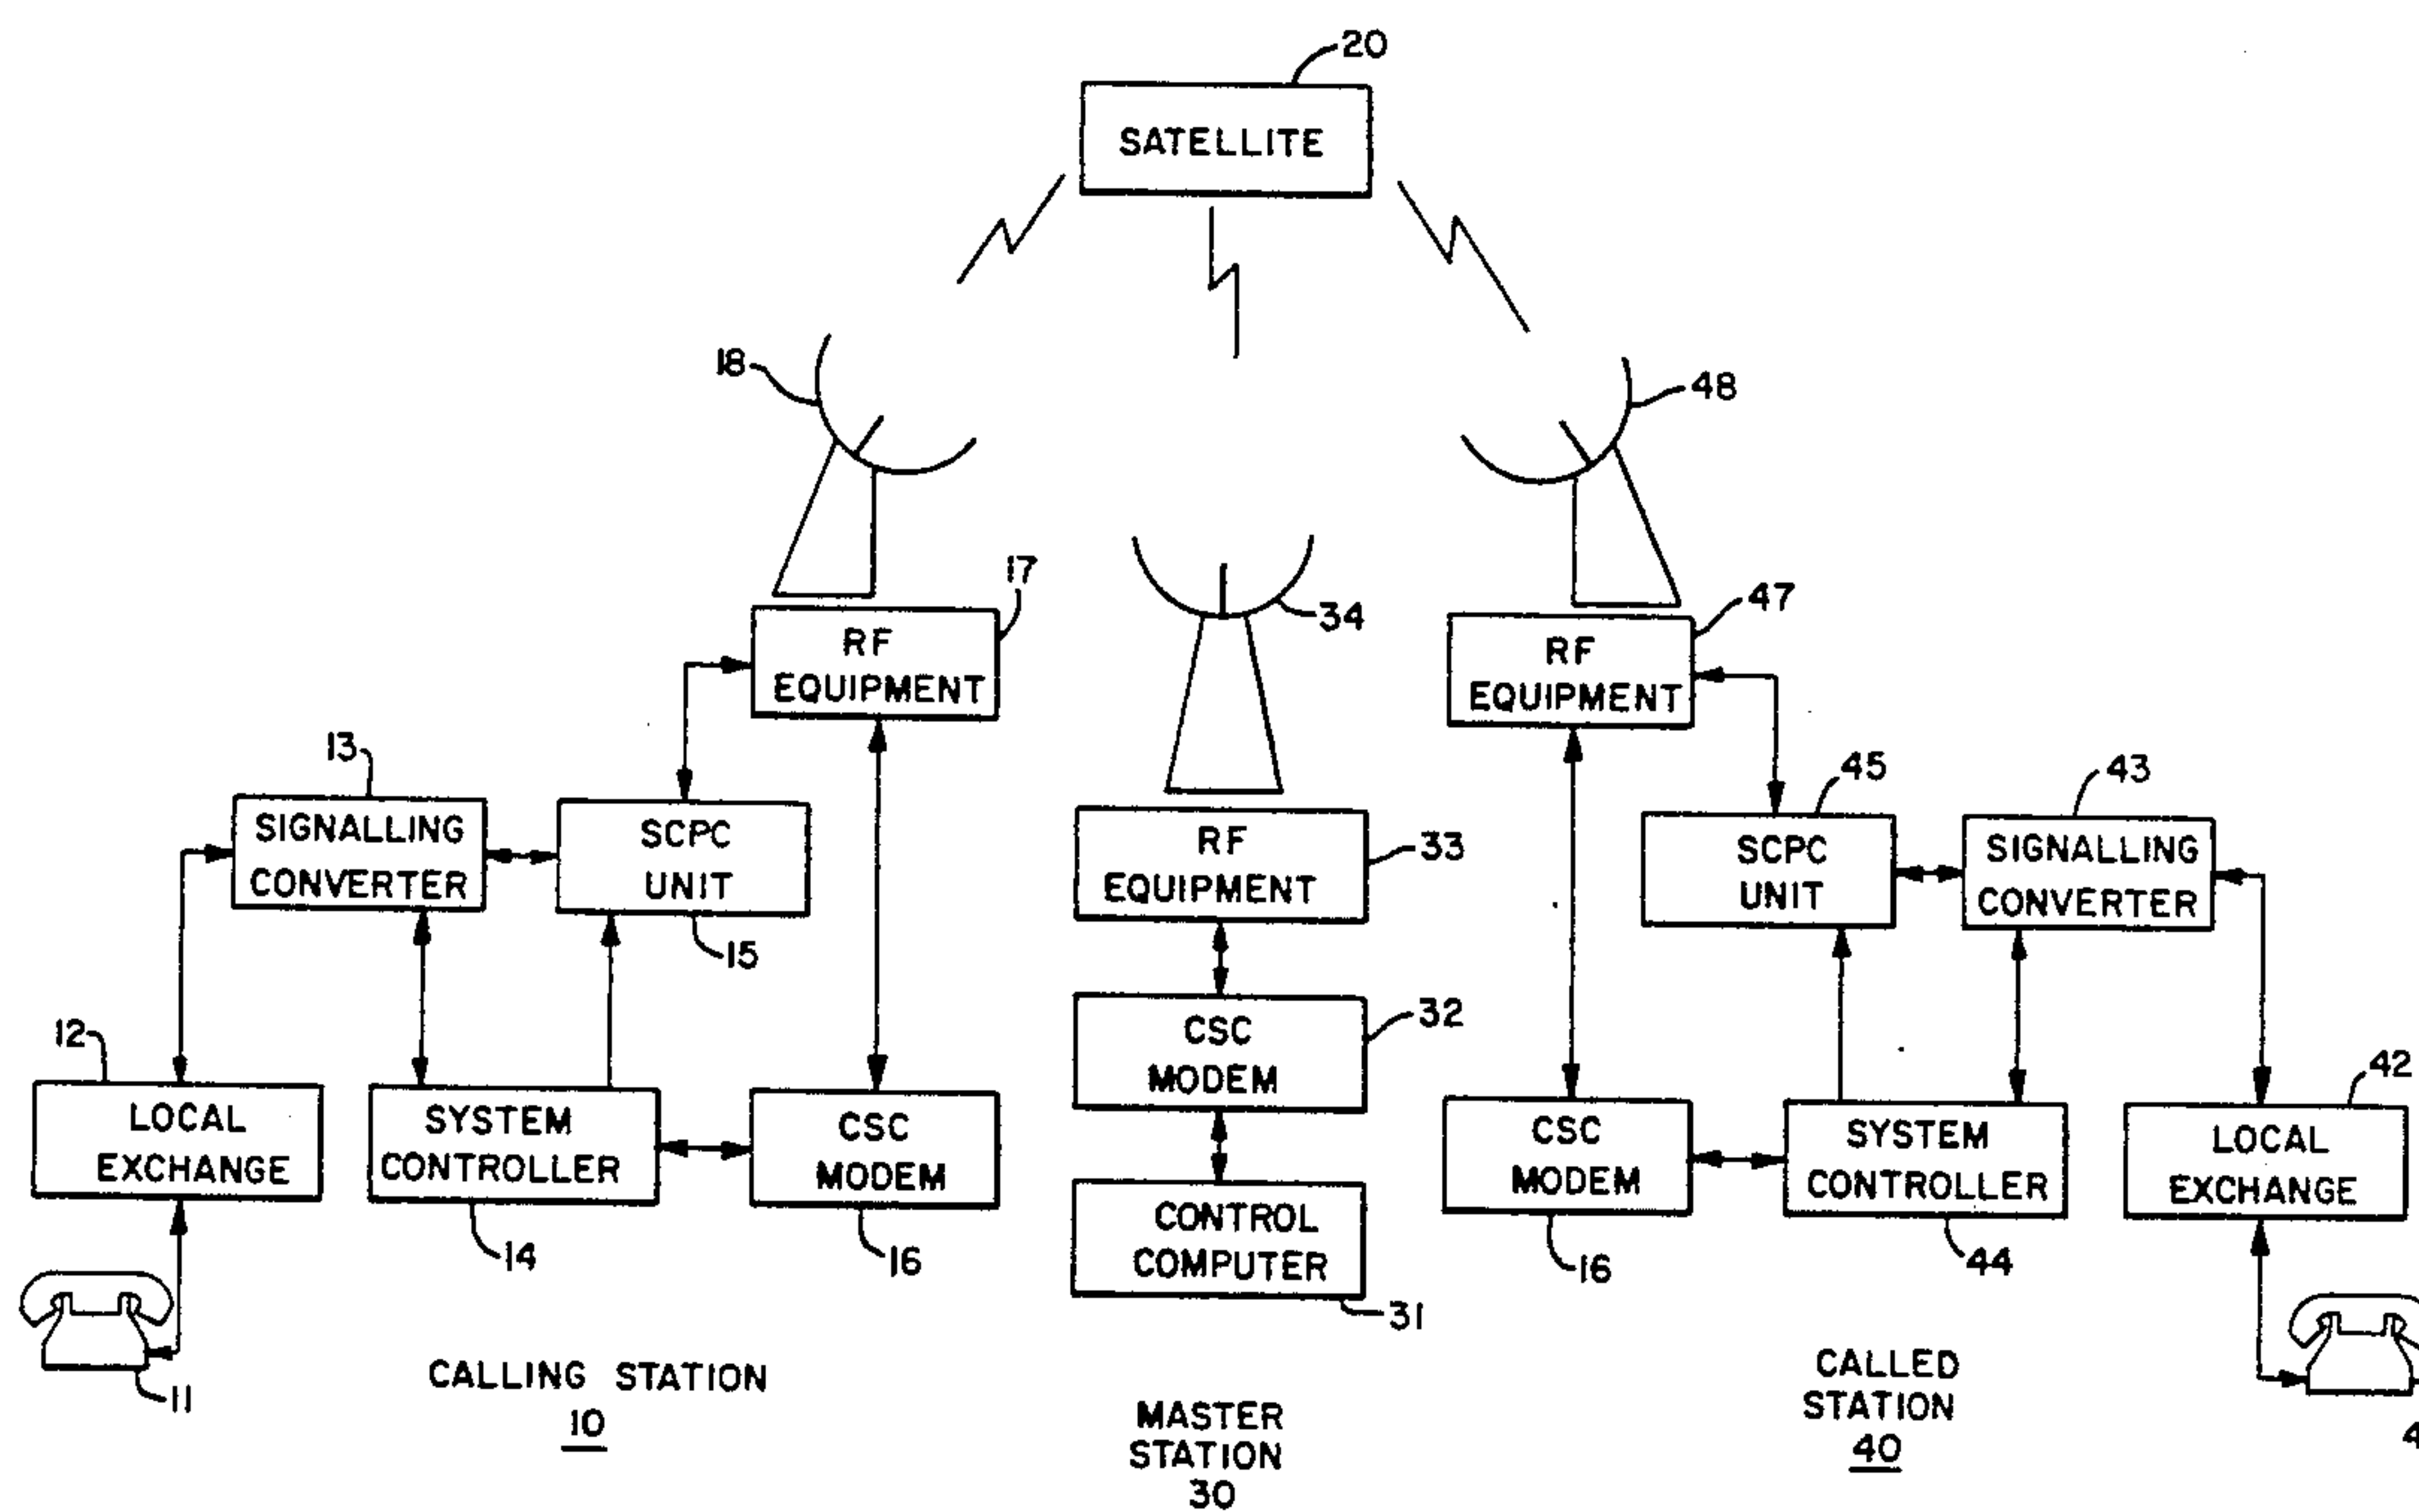 20
SATELLITE
18
48
17
34
47
RF
EQUIPMENT
RF
EQUIPMENT
13
45
43
SIGNALLING
CONVERTER
SCPC
UNIT
RF
EQUIPMENT
33
SCPC
UNIT
SIGNALLING
CONVERTER
15
12
32
42
LOCAL
EXCHANGE
SYSTEM
CONTROLLER
CSC
MODEM
CSC
MODEM
CSC
MODEM
SYSTEM
CONTROLLER
LOCAL
EXCHANGE
14
16
CONTROL
COMPUTER
16
44
31
11
CALLING STATION
10
MASTER
STATION
30
CALLED
STATION
40